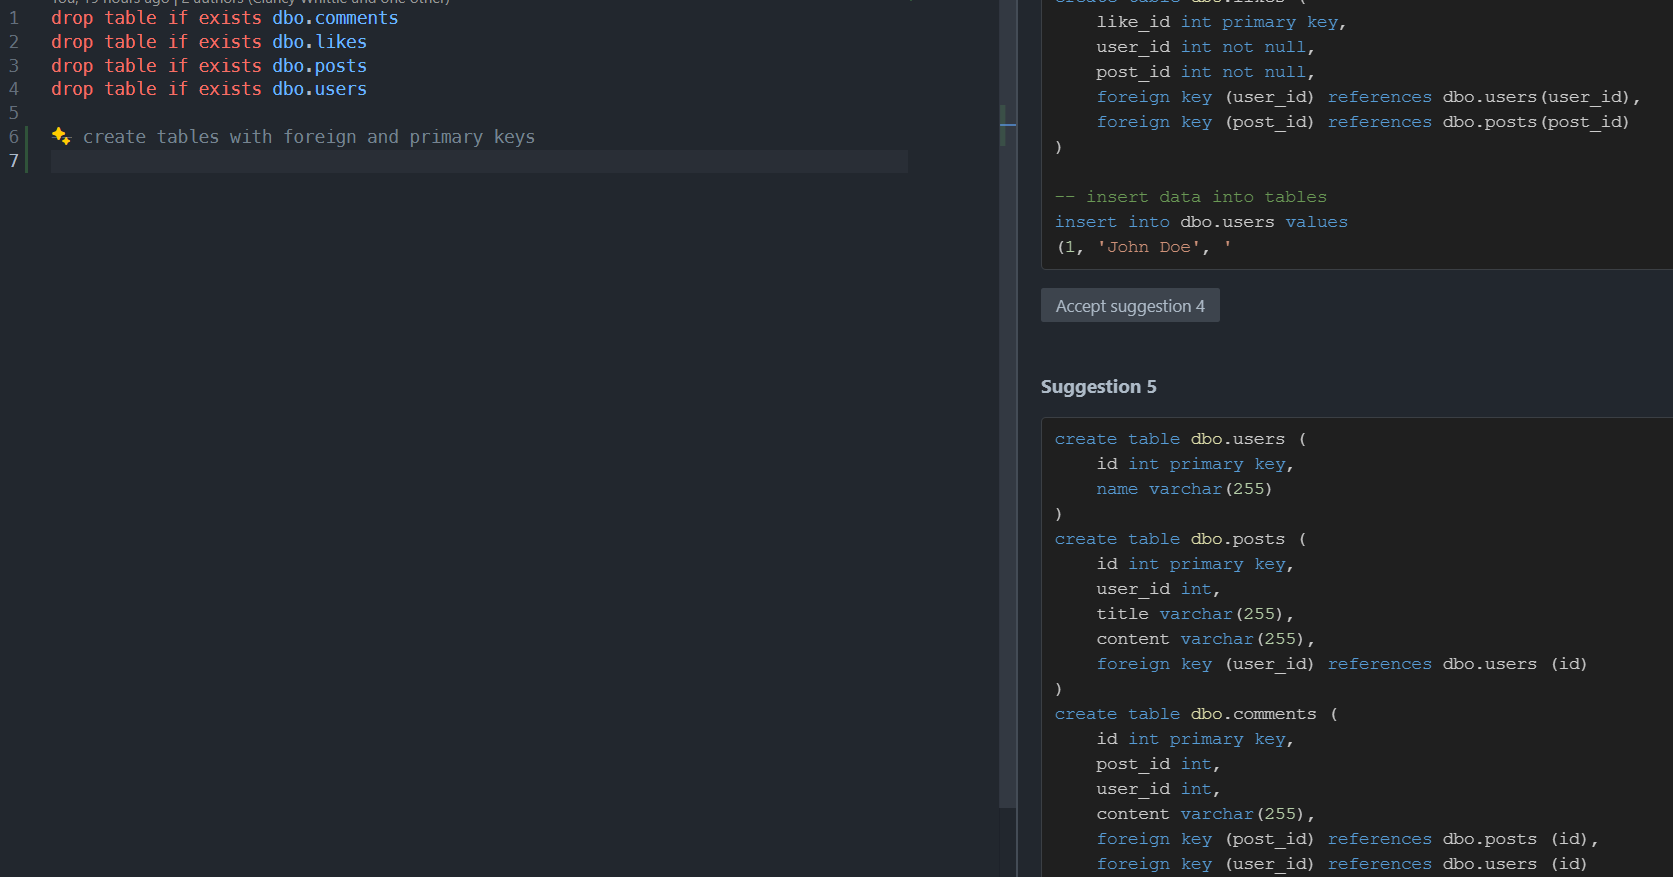 You, 19 hours ago | 2 authors (Clancy Whittle and one other)
1 drop table if exists dbo.comments
2 drop table if exists dbo.likes
3 drop table if exists dbo.posts
4 drop table if exists dbo.users
5
6 ✨ create tables with foreign and primary keys
7
create table dbo.likes (
    like_id int primary key,
    user_id int not null,
    post_id int not null,
    foreign key (user_id) references dbo.users(user_id),
    foreign key (post_id) references dbo.posts(post_id)
)

-- insert data into tables
insert into dbo.users values
(1, 'John Doe', '
Accept suggestion 4
Suggestion 5
create table dbo.users (
    id int primary key,
    name varchar(255)
)
create table dbo.posts (
    id int primary key,
    user_id int,
    title varchar(255),
    content varchar(255),
    foreign key (user_id) references dbo.users (id)
)
create table dbo.comments (
    id int primary key,
    post_id int,
    user_id int,
    content varchar(255),
    foreign key (post_id) references dbo.posts (id),
    foreign key (user_id) references dbo.users (id)